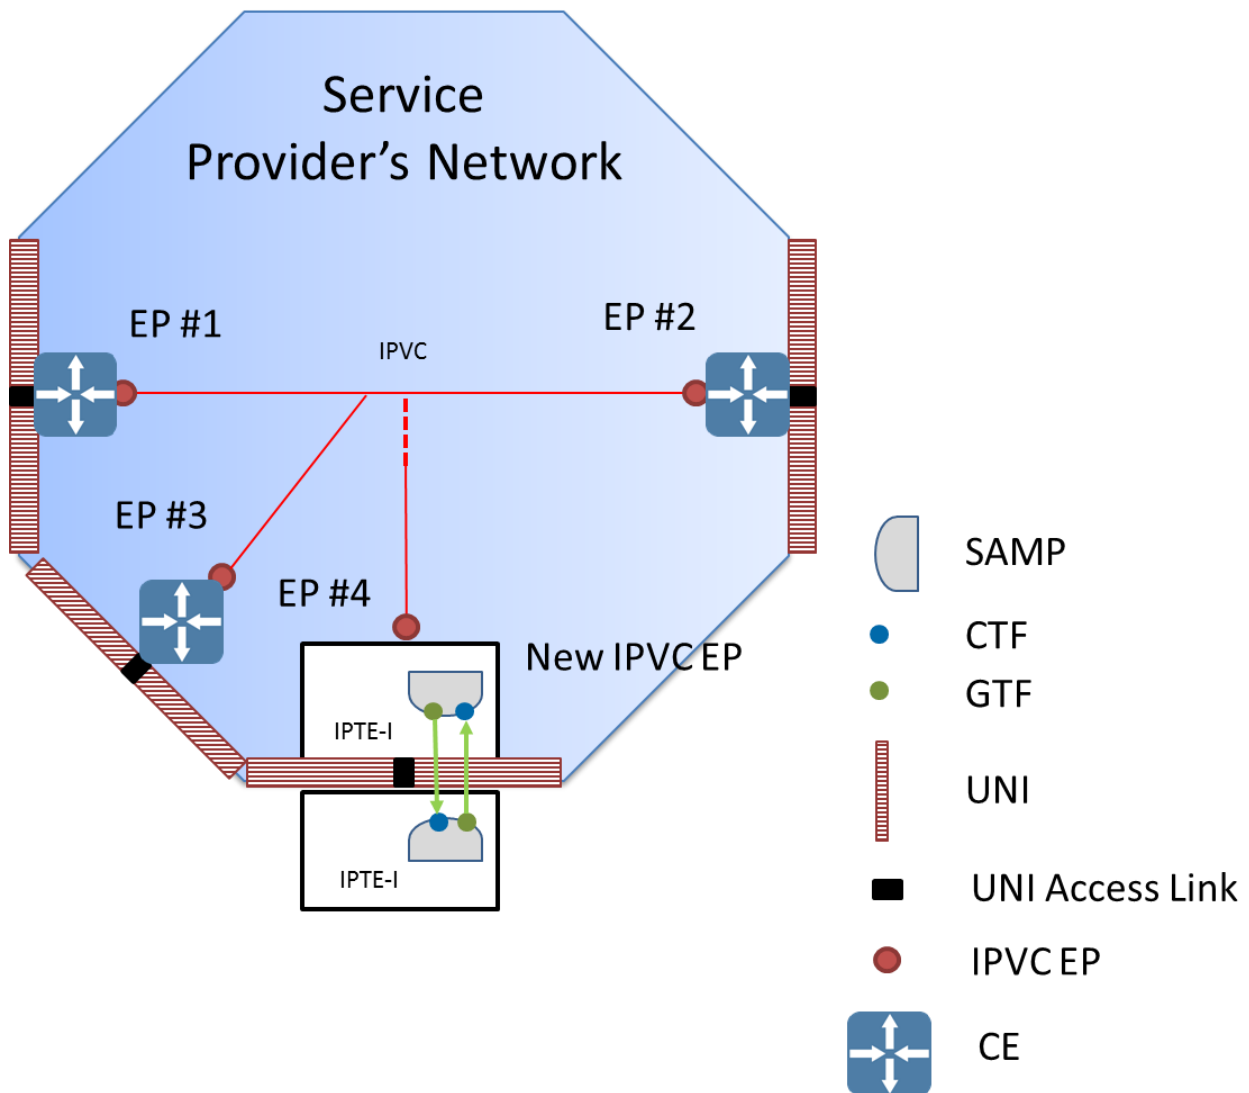 Service
Provider's Network
EP #1
EP #2
IPVC
EP #3
EP #4
New IPVC EP
IPTE-I
IPTE-I
SAMP
CTF
GTF
UNI
UNI Access Link
IPVC EP
CE